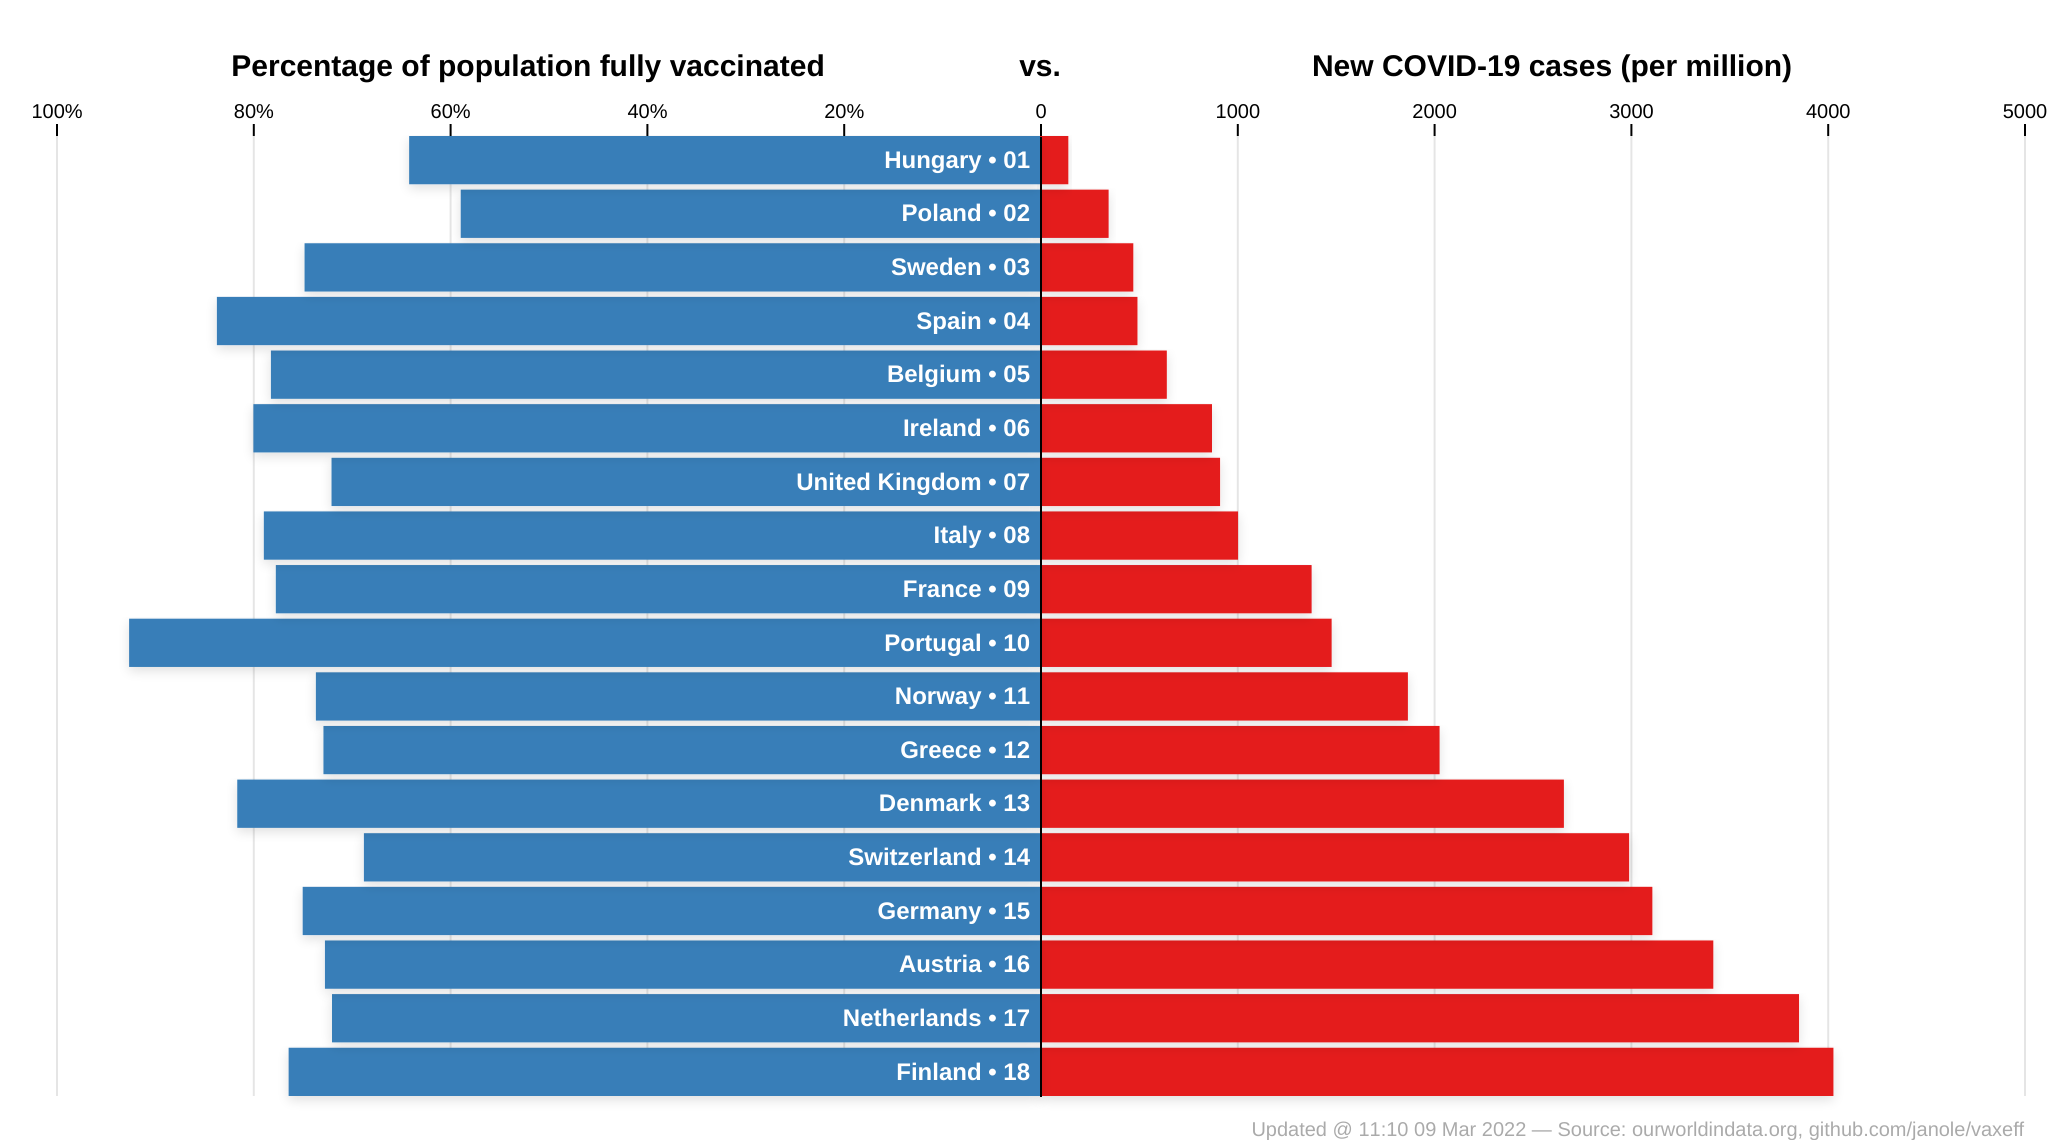 Percentage of population fully vaccinated vs. New COVID-19 cases (per million)
100% 80% 60% 40% 20% 0 1000 2000 3000 4000 5000
Hungary • 01
Poland • 02
Sweden • 03
Spain • 04
Belgium • 05
Ireland • 06
United Kingdom • 07
Italy • 08
France • 09
Portugal • 10
Norway • 11
Greece • 12
Denmark • 13
Switzerland • 14
Germany • 15
Austria • 16
Netherlands • 17
Finland • 18
Updated @ 11:10 09 Mar 2022 — Source: ourworldindata.org, github.com/janole/vaxeff